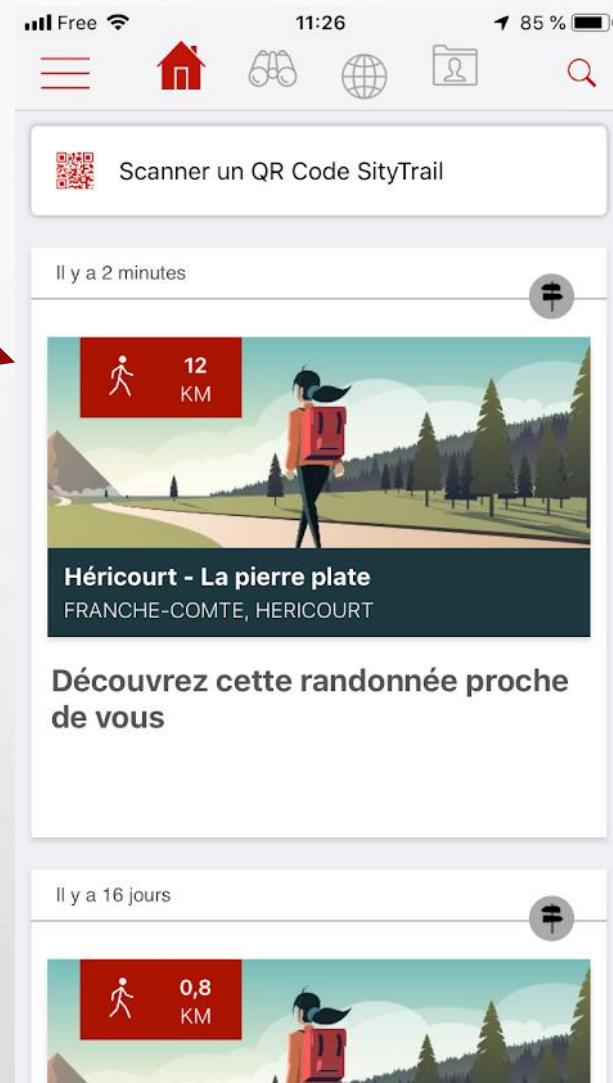 Free 11:26 85 %
Scanner un QR Code SityTrail
Il y a 2 minutes
12
KM
Héricourt - La pierre plate
FRANCHE-COMTE, HERICOURT
Découvrez cette randonnée proche
de vous
Il y a 16 jours
0,8
KM